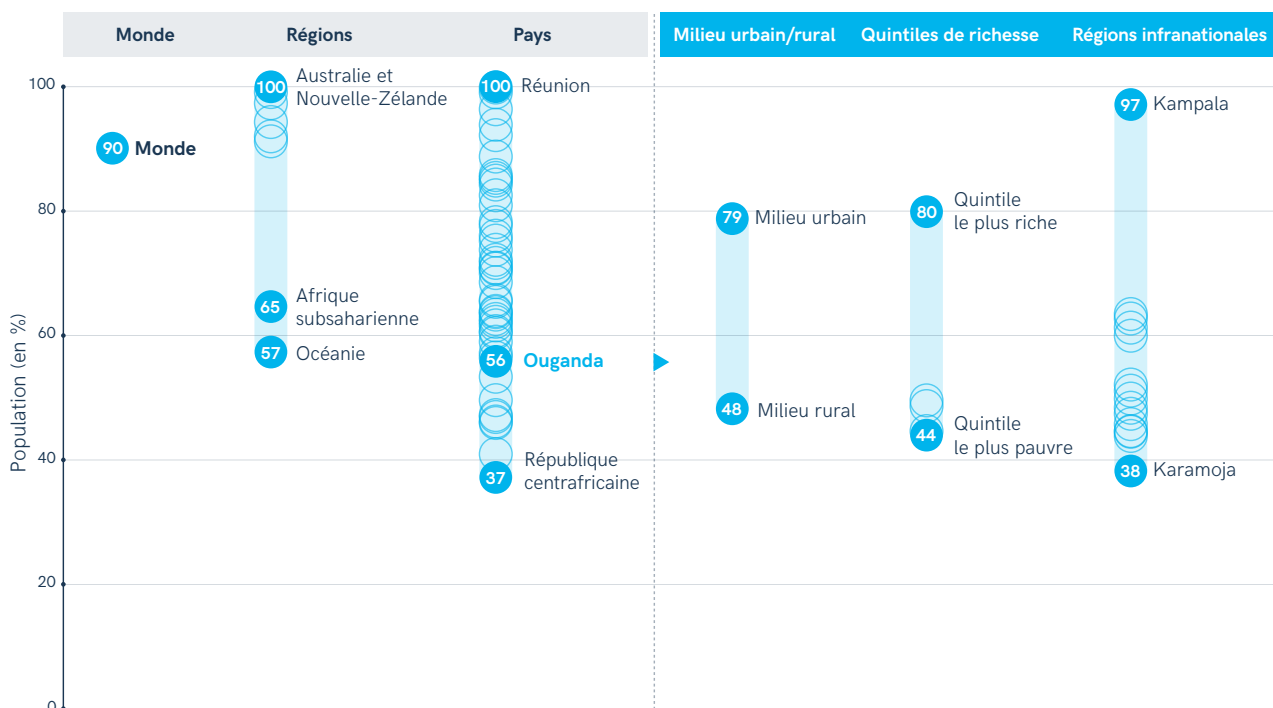 Monde
Régions
Pays
Milieu urbain/rural
Quintiles de richesse
Régions infranationales
Population (en %)
100
80
60
40
20
0
90 Monde
100
Australie et
Nouvelle-Zélande
65
Afrique
subsaharienne
57 Océanie
100 Réunion
56 Ouganda
République
37
centrafricaine
79 Milieu urbain
48 Milieu rural
80
Quintile
le plus riche
44
Quintile
le plus pauvre
97 Kampala
38 Karamoja